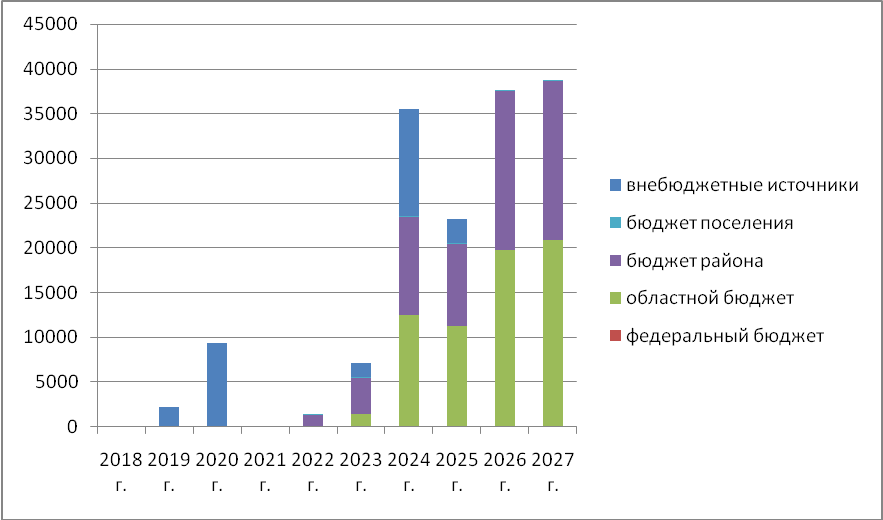 45000
40000
35000
30000
25000
20000
15000
10000
5000
0
2018 2019 2020 2021 2022 2023 2024 2025 2026 2027
г. г. г. г. г. г. г. г. г. г.
внебюджетные источники
бюджет поселения
бюджет района
областной бюджет
федеральный бюджет